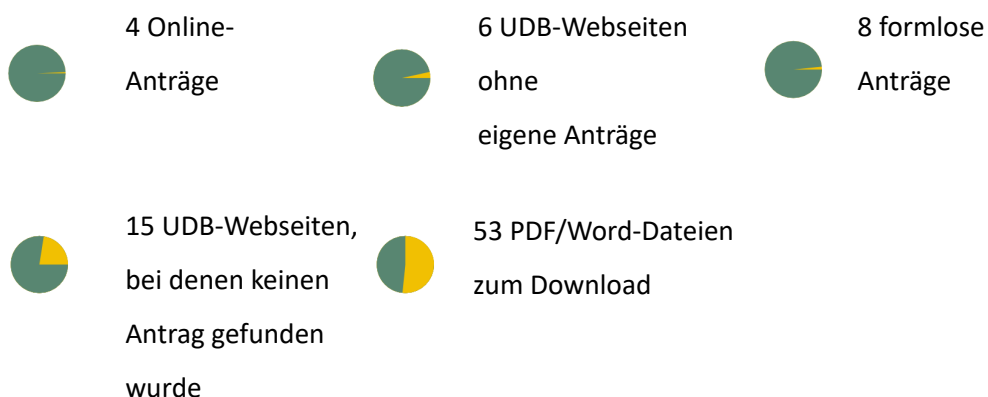 4 Online-
Anträge
6 UDB-Webseiten
ohne
eigene Anträge
8 formlose
Anträge
15 UDB-Webseiten,
bei denen keinen
Antrag gefunden
wurde
53 PDF/Word-Dateien
zum Download